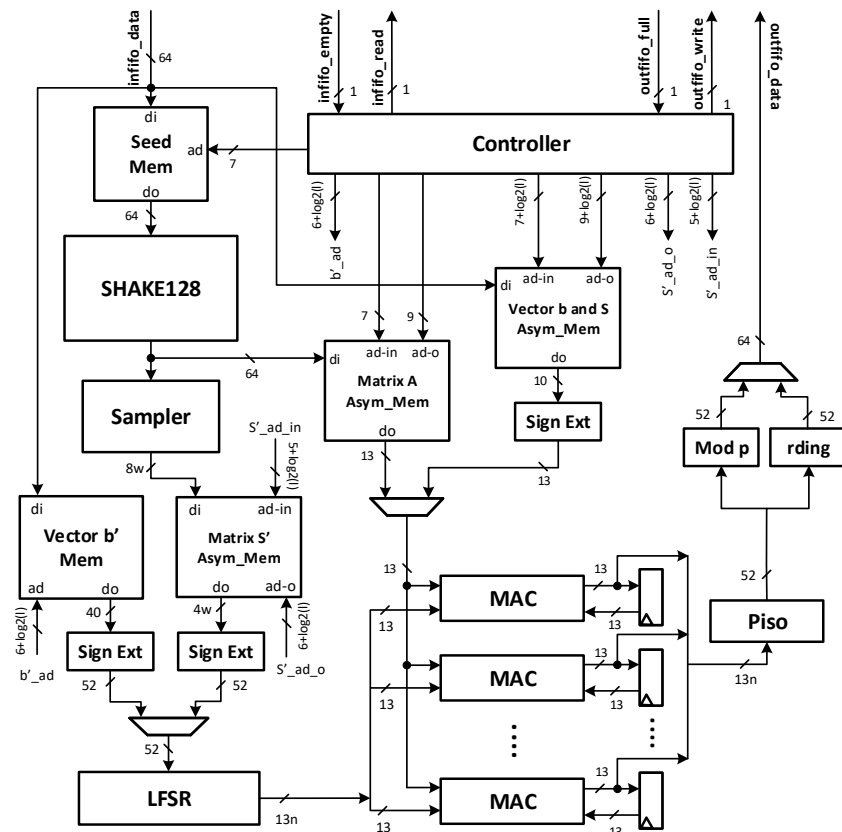 infifo_data
64
infifo_empty
1
infifo_read
1
outfifo_full
1
outfifo_write
1
outfifo_data
di
Seed
Mem
ad
do
7
Controller
64
6+log2(l)
b'_ad
7+log2(l)
9+log2(l)
6+log2(l)
S'_ad_o
5+log2(l)
S'_ad_in
SHAKE128
di
ad-in
ad-o
Vector b and S
Asym_Mem
do
7
9
64
di
ad-in
ad-o
Matrix A
Asym_Mem
do
10
Sign Ext
13
13
64
52
52
Mod p
rding
Sampler
8w
S'_ad_in
5+log2(l)
di
Vector b'
Mem
ad
do
di
ad-in
Matrix S'
Asym_Mem
do
ad-o
6+log2(l)
b'_ad
40
4w
6+log2(l)
S'_ad_o
Sign Ext
Sign Ext
52
52
52
LFSR
13n
13
MAC
13
13
13
MAC
13
13
13
MAC
13
13
13
52
Piso
13n